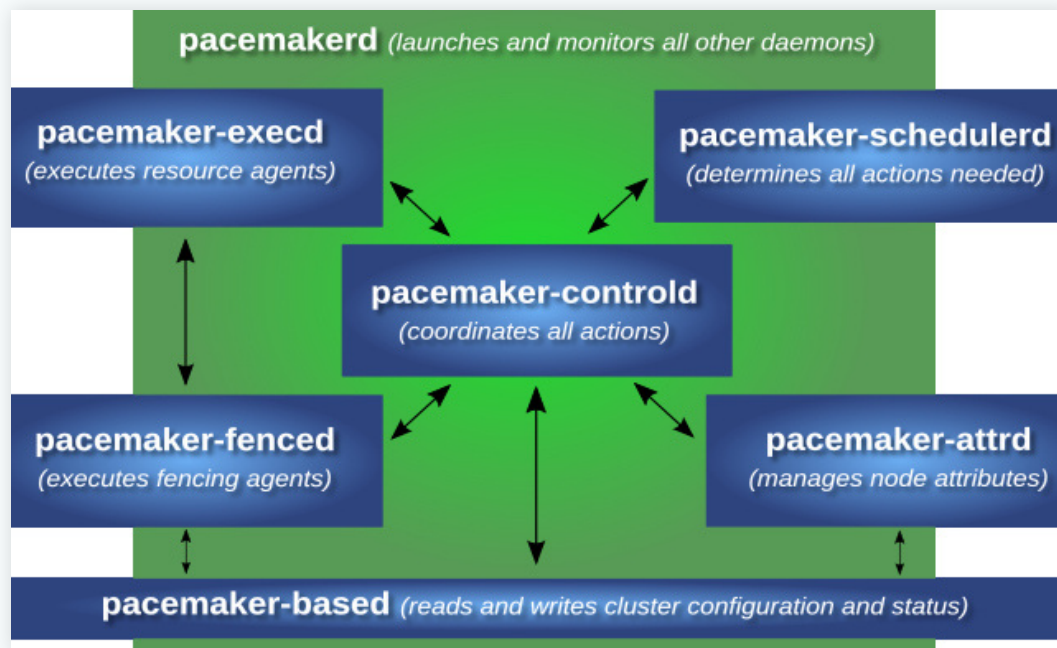 pacemakerd (launches and monitors all other daemons)
pacemaker-execd
(executes resource agents)
pacemaker-schedulerd
(determines all actions needed)
pacemaker-controld
(coordinates all actions)
pacemaker-fenced
(executes fencing agents)
pacemaker-attrd
(manages node attributes)
pacemaker-based (reads and writes cluster configuration and status)